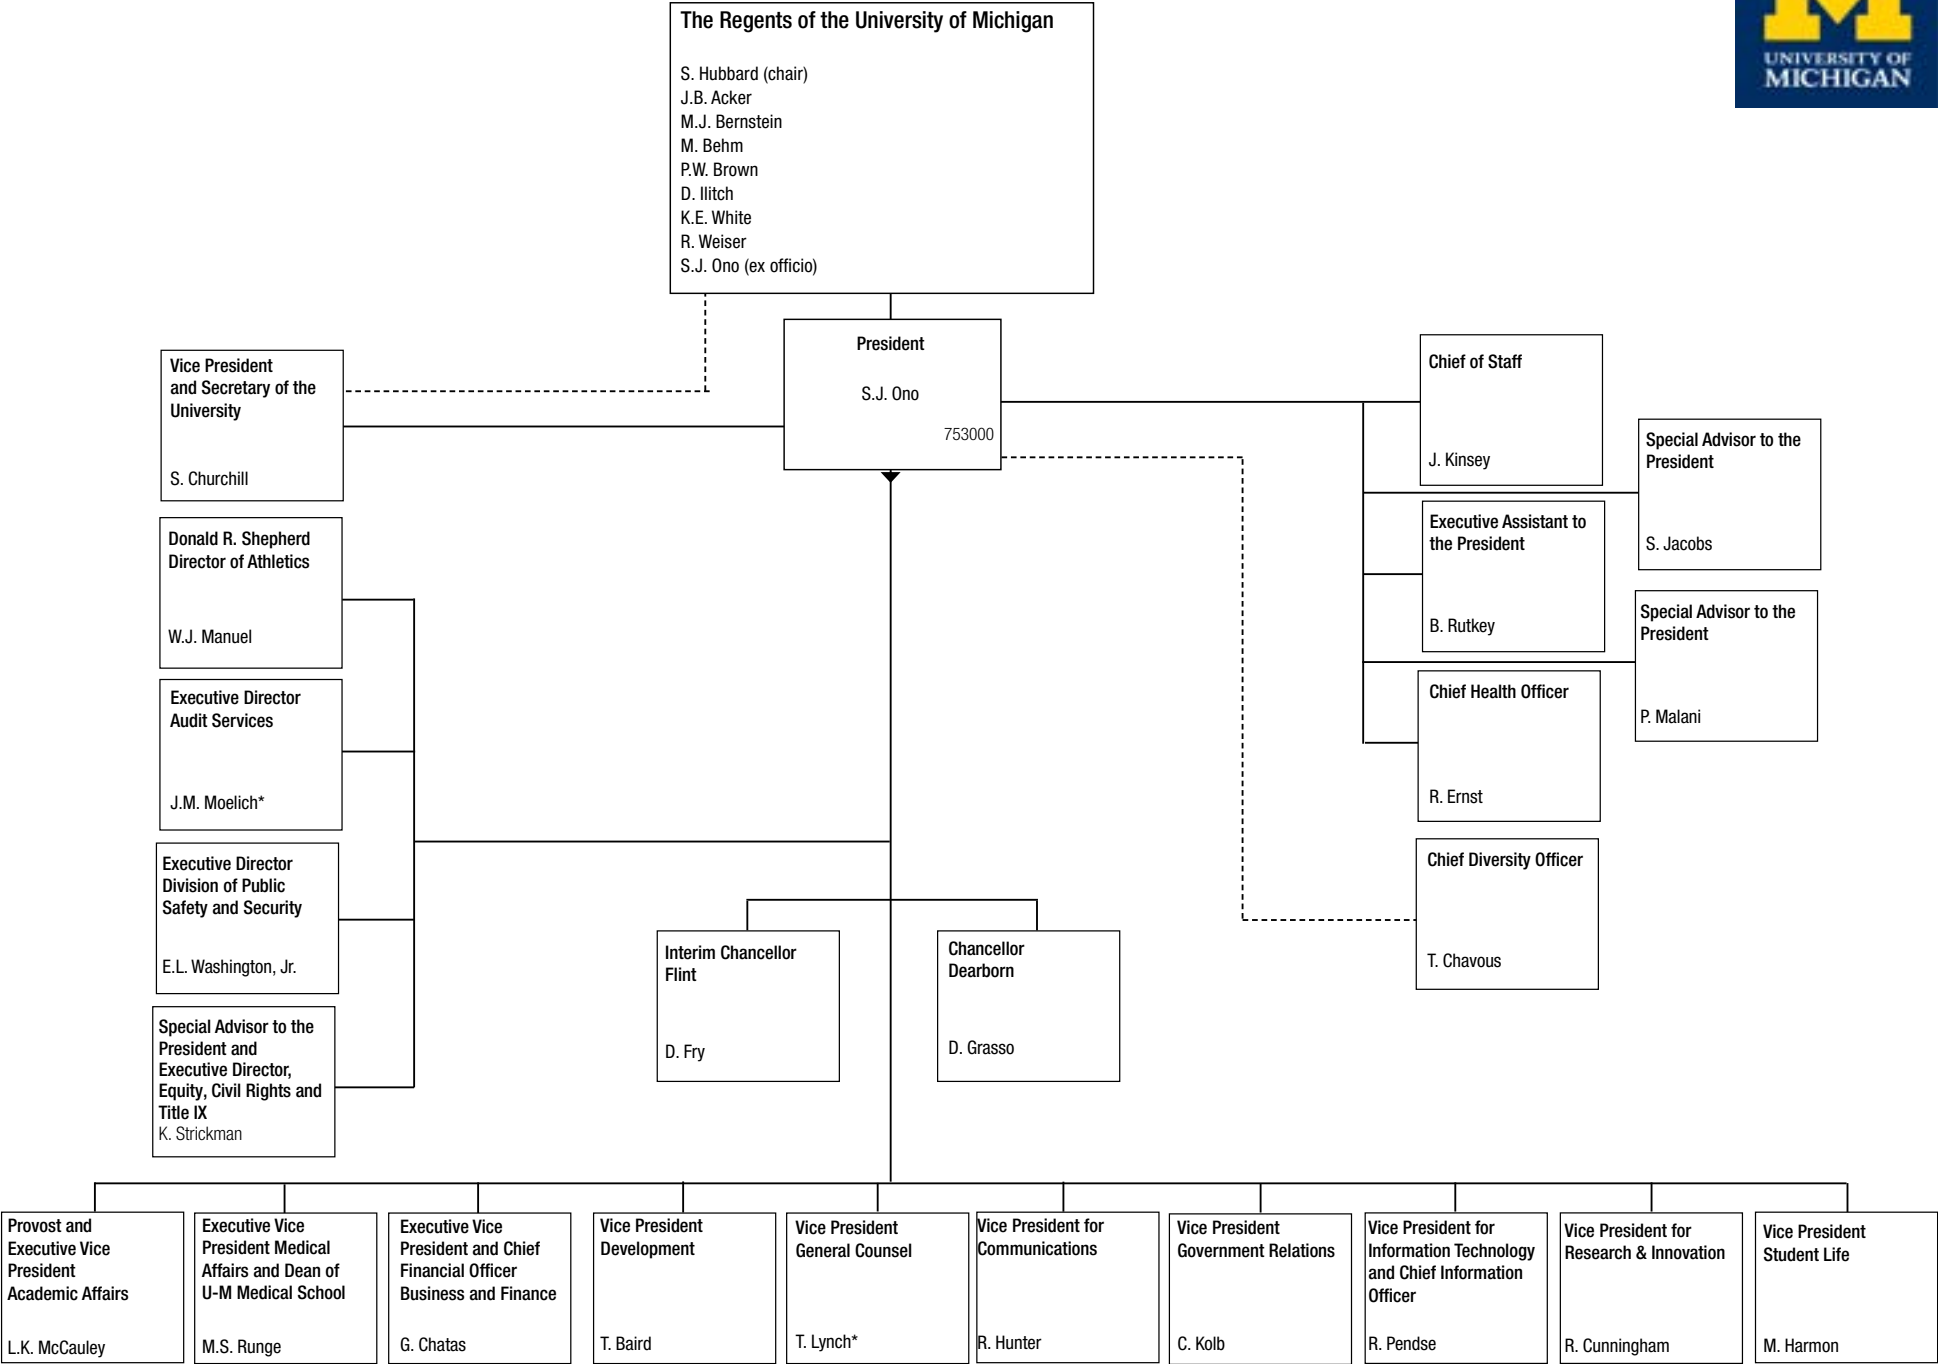 The Regents of the University of Michigan
S. Hubbard (chair)
J.B. Acker
M.J. Bernstein
M. Behm
P.W. Brown
D. Ilitch
K.E. White
R. Weiser
S.J. Ono (ex officio)
M
UNIVERSITY OF
MICHIGAN
President
S.J. Ono
753000
Vice President
and Secretary of the
University
S. Churchill
Donald R. Shepherd
Director of Athletics
W.J. Manuel
Executive Director
Audit Services
J.M. Moelich*
Executive Director
Division of Public
Safety and Security
E.L. Washington, Jr.
Special Advisor to the
President and
Executive Director,
Equity, Civil Rights and
Title IX
K. Strickman
Chief of Staff
J. Kinsey
Special Advisor to the
President
S. Jacobs
Executive Assistant to
the President
B. Rutkey
Special Advisor to the
President
P. Malani
Chief Health Officer
R. Ernst
Chief Diversity Officer
T. Chavous
Interim Chancellor
Flint
D. Fry
Chancellor
Dearborn
D. Grasso
Provost and
Executive Vice
President
Academic Affairs
L.K. McCauley
Executive Vice
President Medical
Affairs and Dean of
U-M Medical School
M.S. Runge
Executive Vice
President and Chief
Financial Officer
Business and Finance
G. Chatas
Vice President
Development
T. Baird
Vice President
General Counsel
T. Lynch*
Vice President for
Communications
R. Hunter
Vice President
Government Relations
C. Kolb
Vice President for
Information Technology
and Chief Information
Officer
R. Pendse
Vice President for
Research & Innovation
R. Cunningham
Vice President
Student Life
M. Harmon